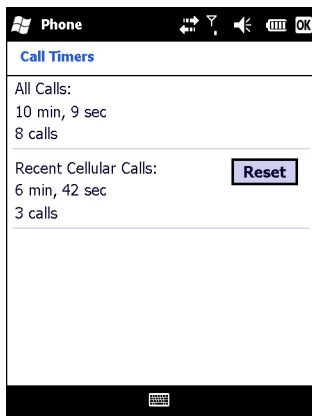 Phone
OK
Call Timers
All Calls:
10 min, 9 sec
8 calls
Recent Cellular Calls:
Reset
6 min, 42 sec
3 calls